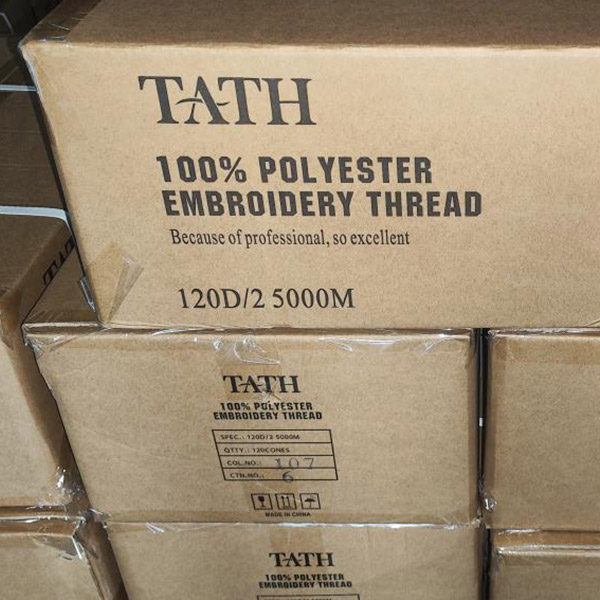 TATH
100% POLYESTER
EMBROIDERY THREAD
Because of professional, so excellent
120D/2 5000M
TATH
100% POLYESTER
EMBROIDERY THREAD
SPEC.: 120D/2 5000M
QTTY.: 120CONES
COL.NO.: 107
CTN.NO.: 6
MADE IN CHINA
TATH
100% POLYESTER
EMBROIDERY THREAD